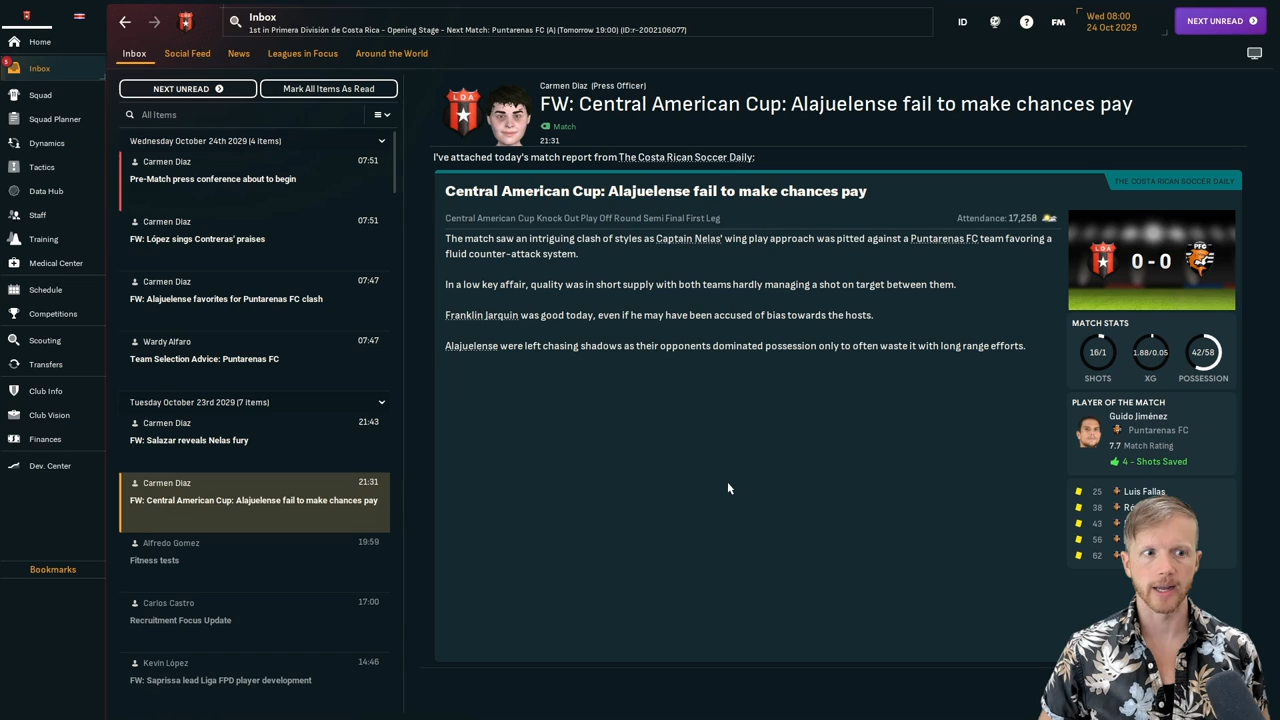 Inbox
1st in Primera División de Costa Rica - Opening Stage - Next Match: Puntarenas FC (A) (Tomorrow 19:00) (ID:r-2002106077)
ID
?
FM
Wed 08:00
24 Oct 2029
NEXT UNREAD
Home
5
Inbox
Squad
Squad Planner
Dynamics
Tactics
Data Hub
Staff
Training
Medical Center
Schedule
Competitions
Scouting
Transfers
Club Info
Club Vision
Finances
Dev. Center
Bookmarks
Inbox
Social Feed
News
Leagues in Focus
Around the World
NEXT UNREAD
Mark All Items As Read
All Items
Wednesday October 24th 2029 (4 Items)
Carmen Diaz 07:51
Pre-Match press conference about to begin
Carmen Diaz 07:51
FW: López sings Contreras' praises
Carmen Diaz 07:47
FW: Alajuelense favorites for Puntarenas FC clash
Wardy Alfaro 07:47
Team Selection Advice: Puntarenas FC
Tuesday October 23rd 2029 (7 Items)
Carmen Diaz 21:43
FW: Salazar reveals Nelas fury
Carmen Diaz 21:31
FW: Central American Cup: Alajuelense fail to make chances pay
Alfredo Gomez 19:59
Fitness tests
Carlos Castro 17:00
Recruitment Focus Update
Kevin López 14:46
FW: Saprissa lead Liga FPD player development
LDA
Carmen Diaz (Press Officer)
FW: Central American Cup: Alajuelense fail to make chances pay
Match
21:31
I've attached today's match report from The Costa Rican Soccer Daily:
THE COSTA RICAN SOCCER DAILY
Central American Cup: Alajuelense fail to make chances pay
Central American Cup Knock Out Play Off Round Semi Final First Leg
Attendance: 17,258
The match saw an intriguing clash of styles as Captain Nelas' wing play approach was pitted against a Puntarenas FC team favoring a
fluid counter-attack system.
In a low key affair, quality was in short supply with both teams hardly managing a shot on target between them.
Franklin Jarquin was good today, even if he may have been accused of bias towards the hosts.
Alajuelense were left chasing shadows as their opponents dominated possession only to often waste it with long range efforts.
LDA
0 - 0
PFC
MATCH STATS
16/1
1.88/0.05
42/58
SHOTS
XG
POSSESSION
PLAYER OF THE MATCH
Guido Jiménez
Puntarenas FC
7.7 Match Rating
4 - Shots Saved
25 Luis Fallas
38
43
56
62